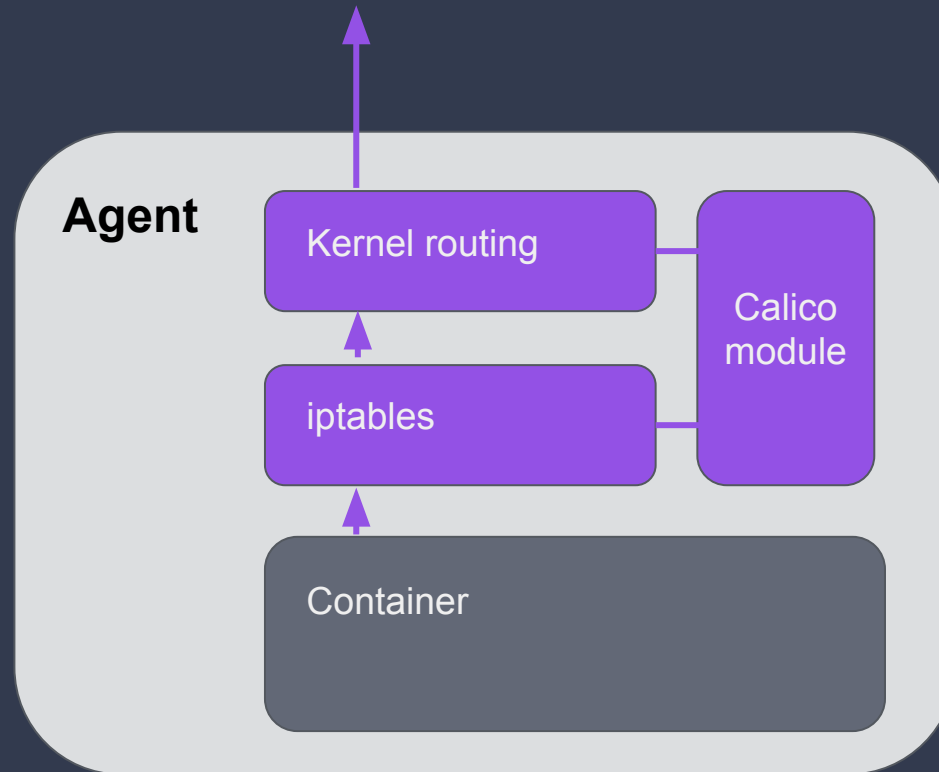 Agent
Kernel routing
Calico
module
iptables
Container